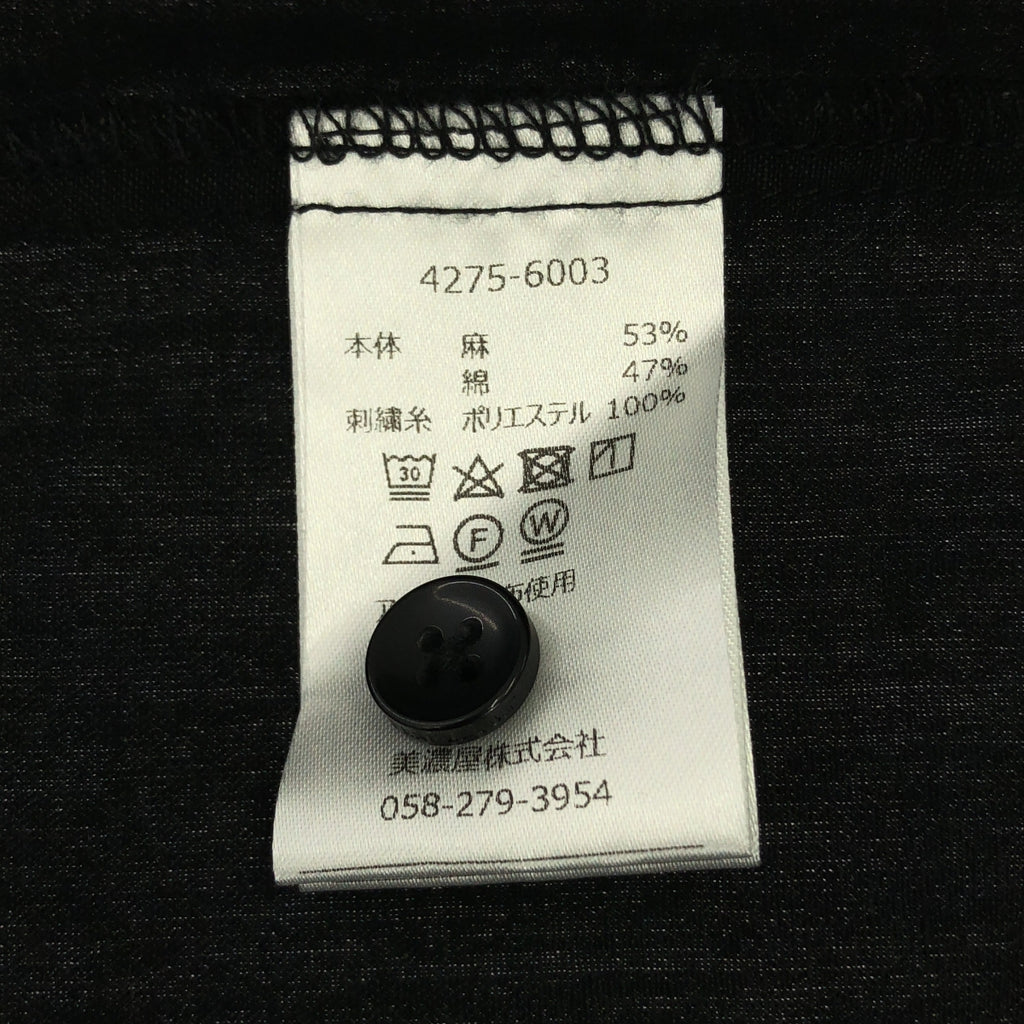 4275-6003
本体 麻 53%
綿 47%
刺繍糸 ポリエステル 100%
30
F W
布使用
美濃屋株式会社
058-279-3954